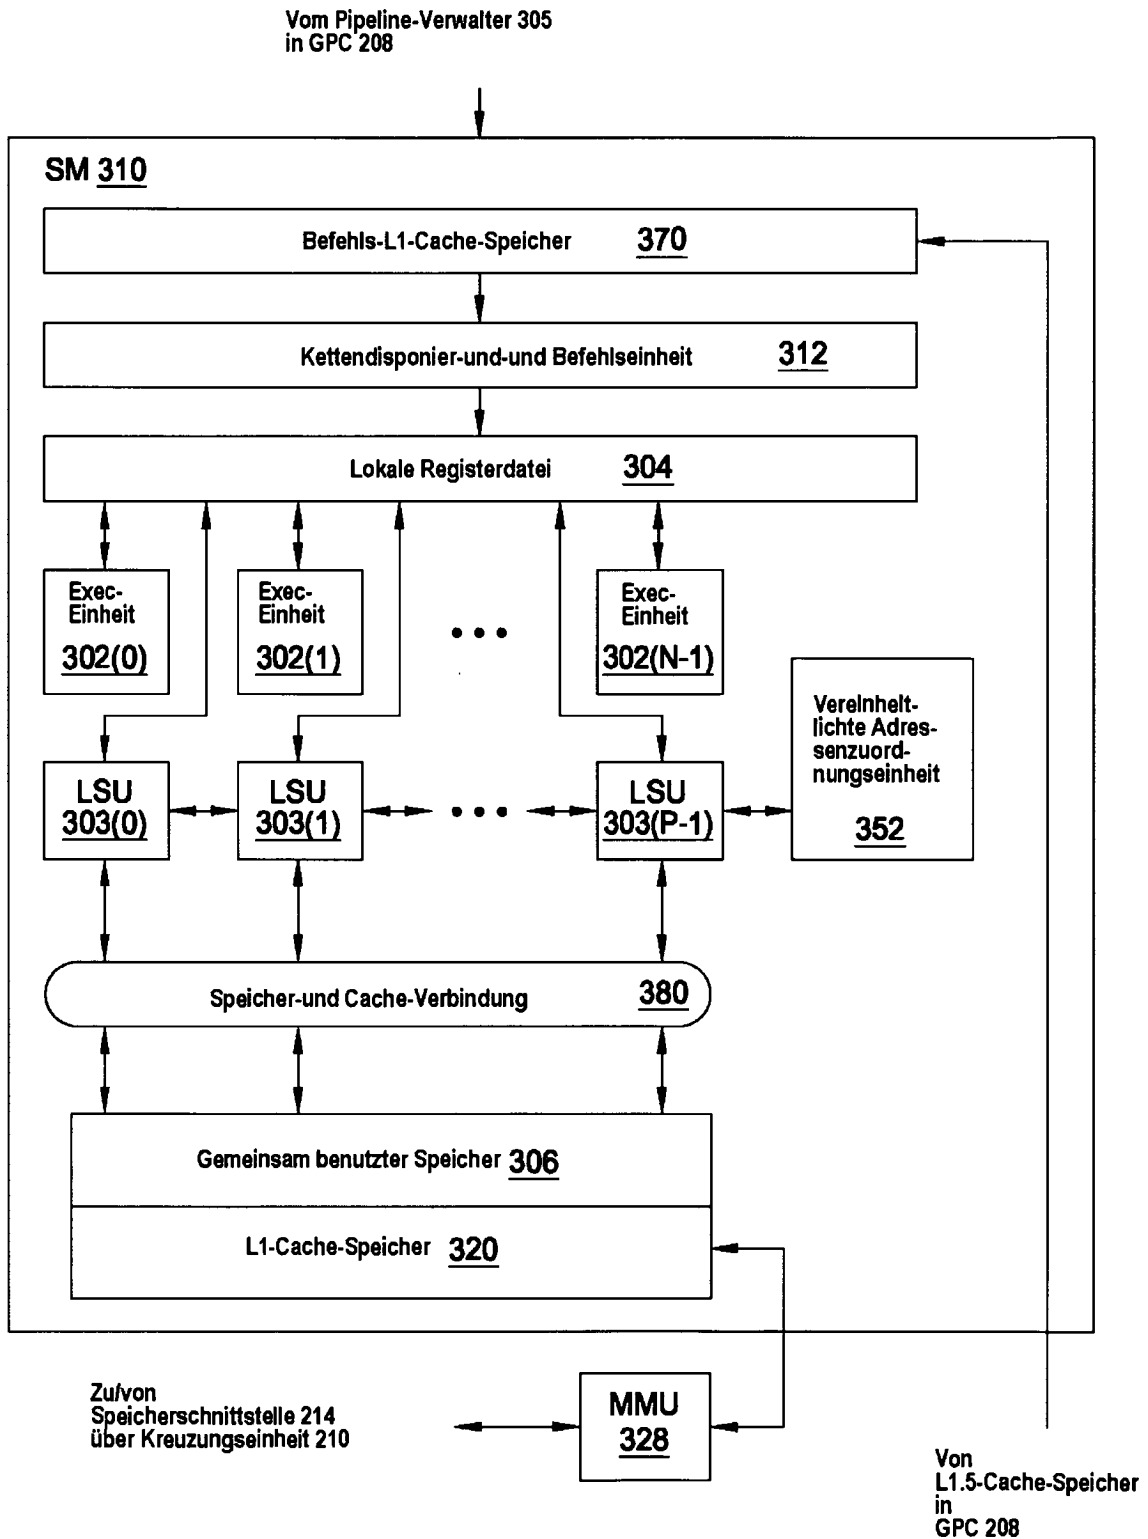 Vom Pipeline-Verwalter 305
in GPC 208
SM 310
Befehls-L1-Cache-Speicher 370
Kettendisponier-und-und Befehlseinheit 312
Lokale Registerdatei 304
Exec-
Einheit
302(0)
Exec-
Einheit
302(1)
Exec-
Einheit
302(N-1)
Vereinheit-
lichte Adres-
senzuord-
nungseinheit
352
LSU
303(0)
LSU
303(1)
LSU
303(P-1)
Speicher-und Cache-Verbindung 380
Gemeinsam benutzter Speicher 306
L1-Cache-Speicher 320
Zu/von
Speicherschnittstelle 214
über Kreuzungseinheit 210
MMU
328
Von
L1.5-Cache-Speicher
in
GPC 208